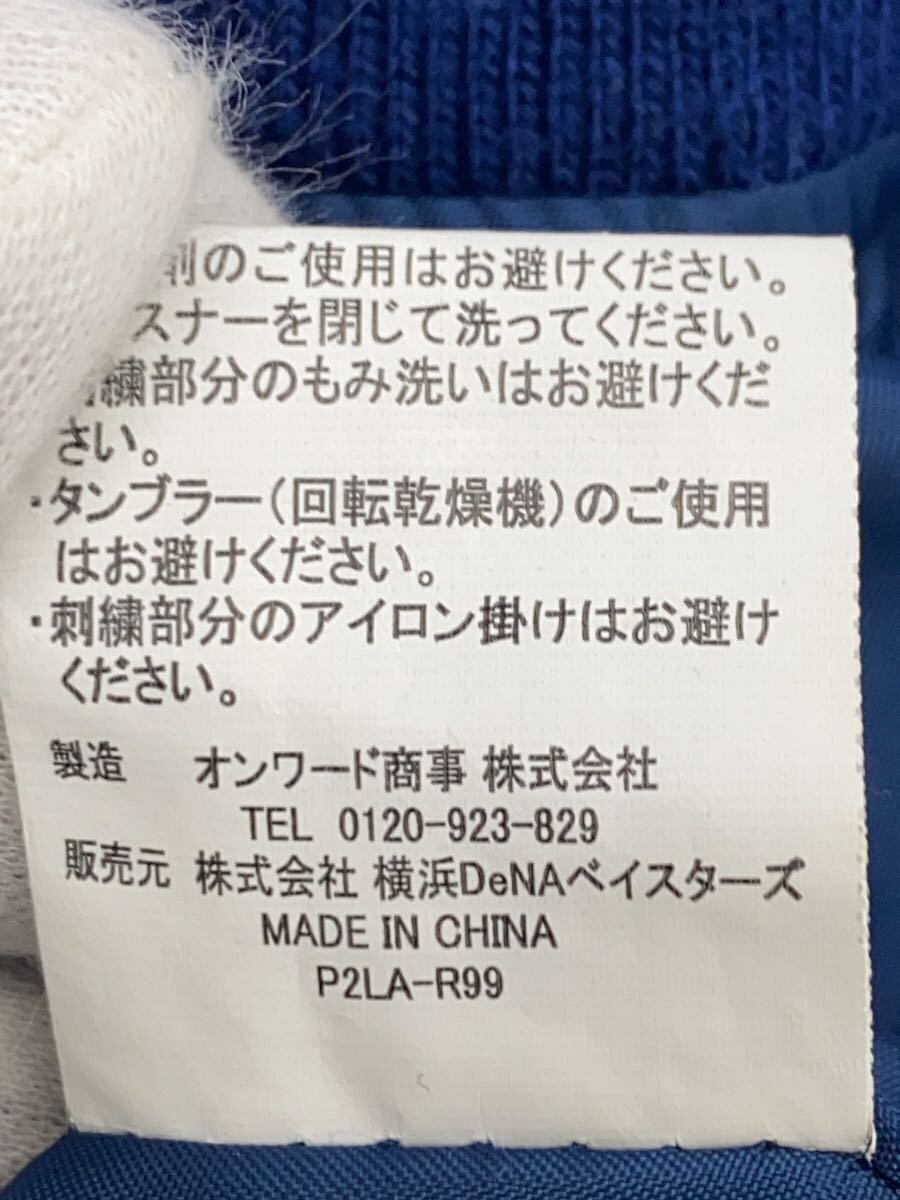 剤のご使用はお避けください。
スナーを閉じて洗ってください。
刺繍部分のもみ洗いはお避けくだ
さい。
・タンブラー(回転乾燥機)のご使用
はお避けください。
・刺繍部分のアイロン掛けはお避け
ください。
製造 オンワード商事 株式会社
TEL 0120-923-829
販売元 株式会社 横浜DeNAベイスターズ
MADE IN CHINA
P2LA-R99